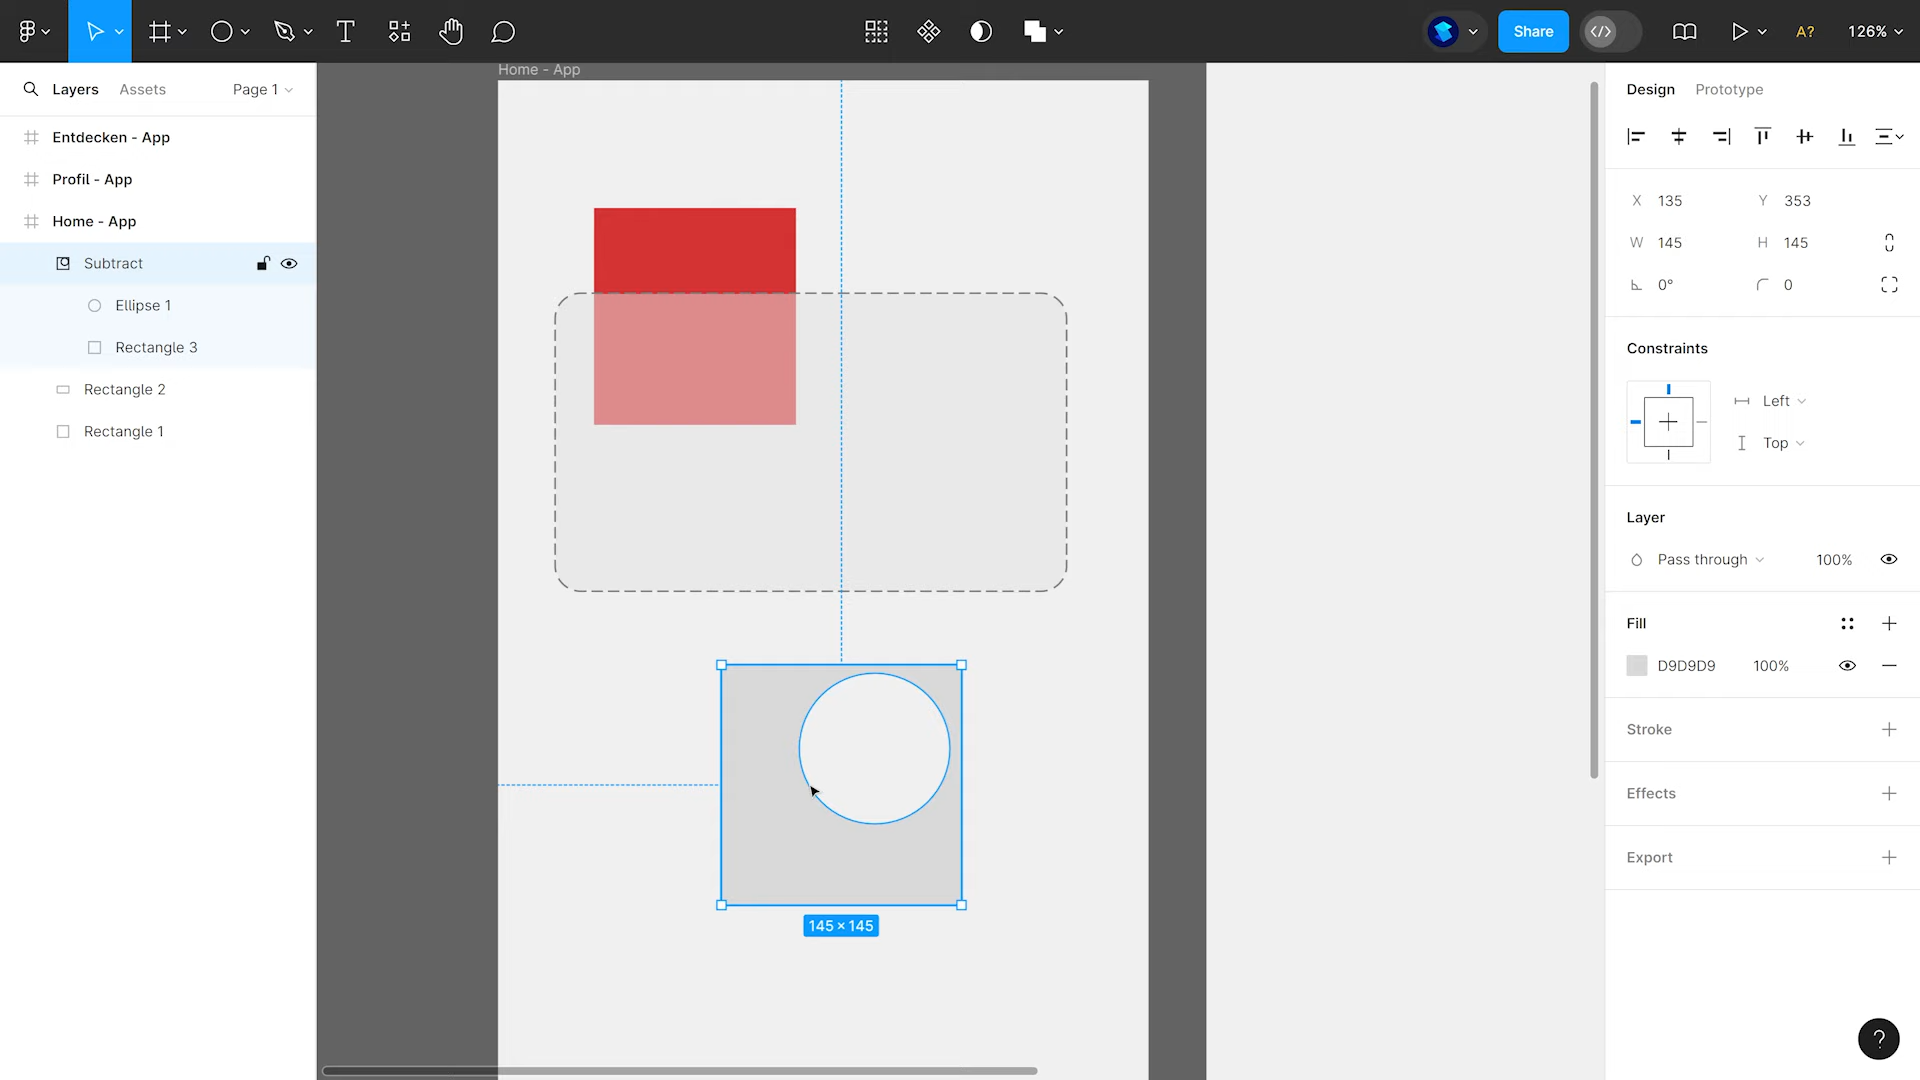 Share
A?
126%
Layers
Assets
Page 1
Home - App
Design
Prototype
Entdecken - App
Profil - App
Home - App
Subtract
Ellipse 1
Rectangle 3
Rectangle 2
Rectangle 1
X 135
Y 353
W 145
H 145
0°
0
Constraints
Left
Top
Layer
Pass through
100%
Fill
D9D9D9
100%
Stroke
Effects
Export
145 × 145
?